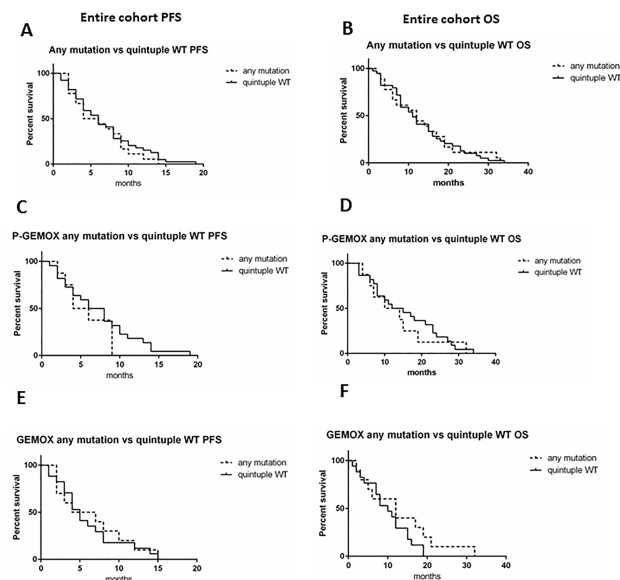 Entire cohort PFS
Entire cohort OS
A
Any mutation vs quintuple WT PFS
Percent survival
100
50
0
0 5 10 15 20
months
any mutation
quintuple WT
B
Any mutation vs quintuple WT OS
Percent survival
100
50
0
0 10 20 30 40
months
any mutation
quintuple WT
C
P-GEMOX any mutation vs quintuple WT PFS
Percent survival
100
50
0
0 5 10 15 20
months
any mutation
quintuple WT
D
P-GEMOX any mutation vs quintuple WT OS
Percent survival
100
50
0
0 10 20 30 40
months
any mutation
quintuple WT
E
GEMOX any mutation vs quintuple WT PFS
Percent survival
100
50
0
0 5 10 15 20
months
any mutation
quintuple WT
F
GEMOX any mutation vs quintuple WT OS
Percent survival
100
50
0
0 10 20 30 40
months
any mutation
quintuple WT